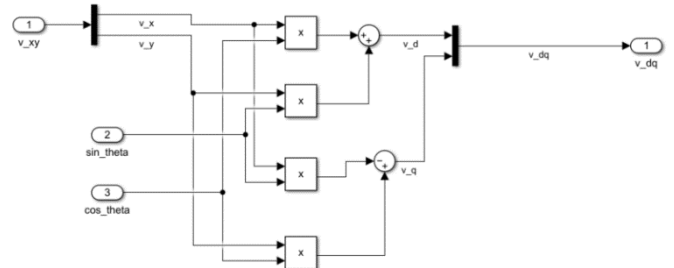 1
v_xy
v_x
v_y
x
+
+
v_d
v_dq
1
v_dq
x
2
sin_theta
x
−
+
v_q
3
cos_theta
x